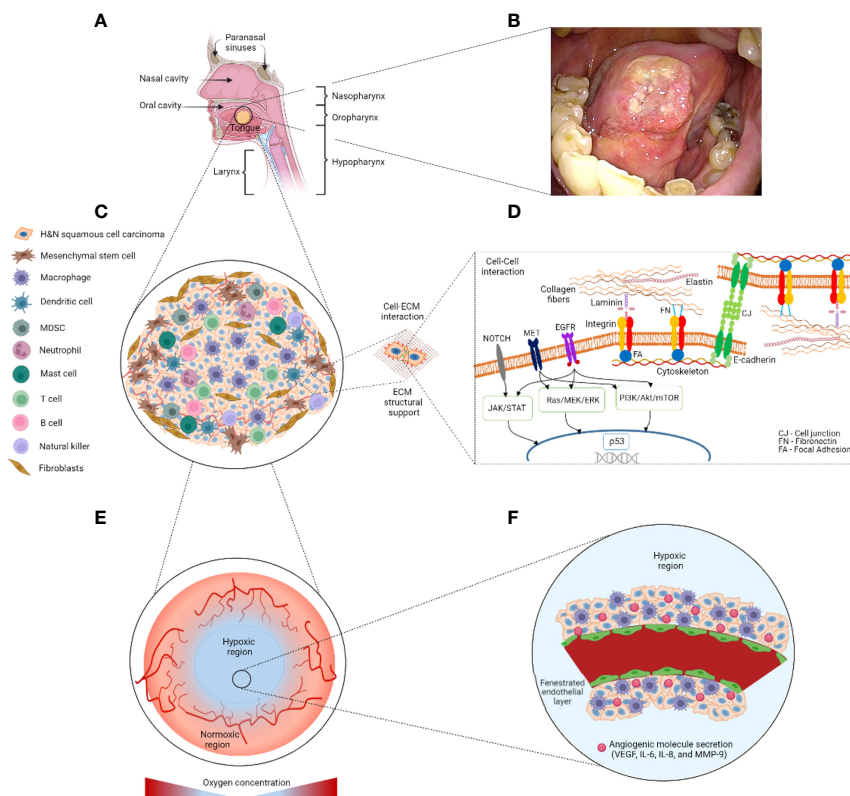 A
Paranasal
sinuses
Nasal cavity
Oral cavity
Tongue
Nasopharynx
Oropharynx
Hypopharynx
Larynx
B
C
H&N squamous cell carcinoma
Mesenchymal stem cell
Macrophage
Dendritic cell
MDSC
Neutrophil
Mast cell
T cell
B cell
Natural killer
Fibroblasts
Cell-ECM
interaction
ECM
structural
support
D
Cell-Cell
interaction
Collagen
fibers
Elastin
Laminin
FN
Integrin
CJ
NOTCH
MET
EGFR
FA
Cytoskeleton
E-cadherin
JAK/STAT
Ras/MEK/ERK
PI3K/Akt/mTOR
p53
CJ - Cell junction
FN - Fibronectin
FA - Focal Adhesion
E
Hypoxic
region
Normoxic
region
Oxygen concentration
F
Hypoxic
region
Fenestrated
endothelial
layer
Angiogenic molecule secretion
(VEGF, IL-6, IL-8, and MMP-9)